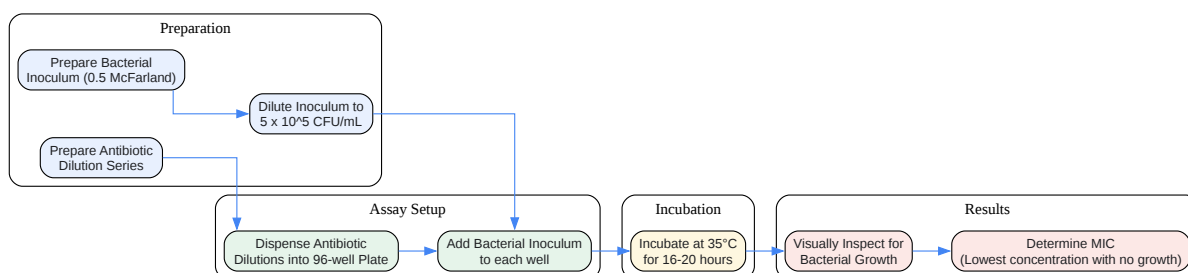 Preparation
Prepare Bacterial
Inoculum (0.5 McFarland)
Dilute Inoculum to
5 x 10^5 CFU/mL
Prepare Antibiotic
Dilution Series
Assay Setup
Dispense Antibiotic
Dilutions into 96-well Plate
Add Bacterial Inoculum
to each well
Incubation
Incubate at 35°C
for 16-20 hours
Results
Visually Inspect for
Bacterial Growth
Determine MIC
(Lowest concentration with no growth)